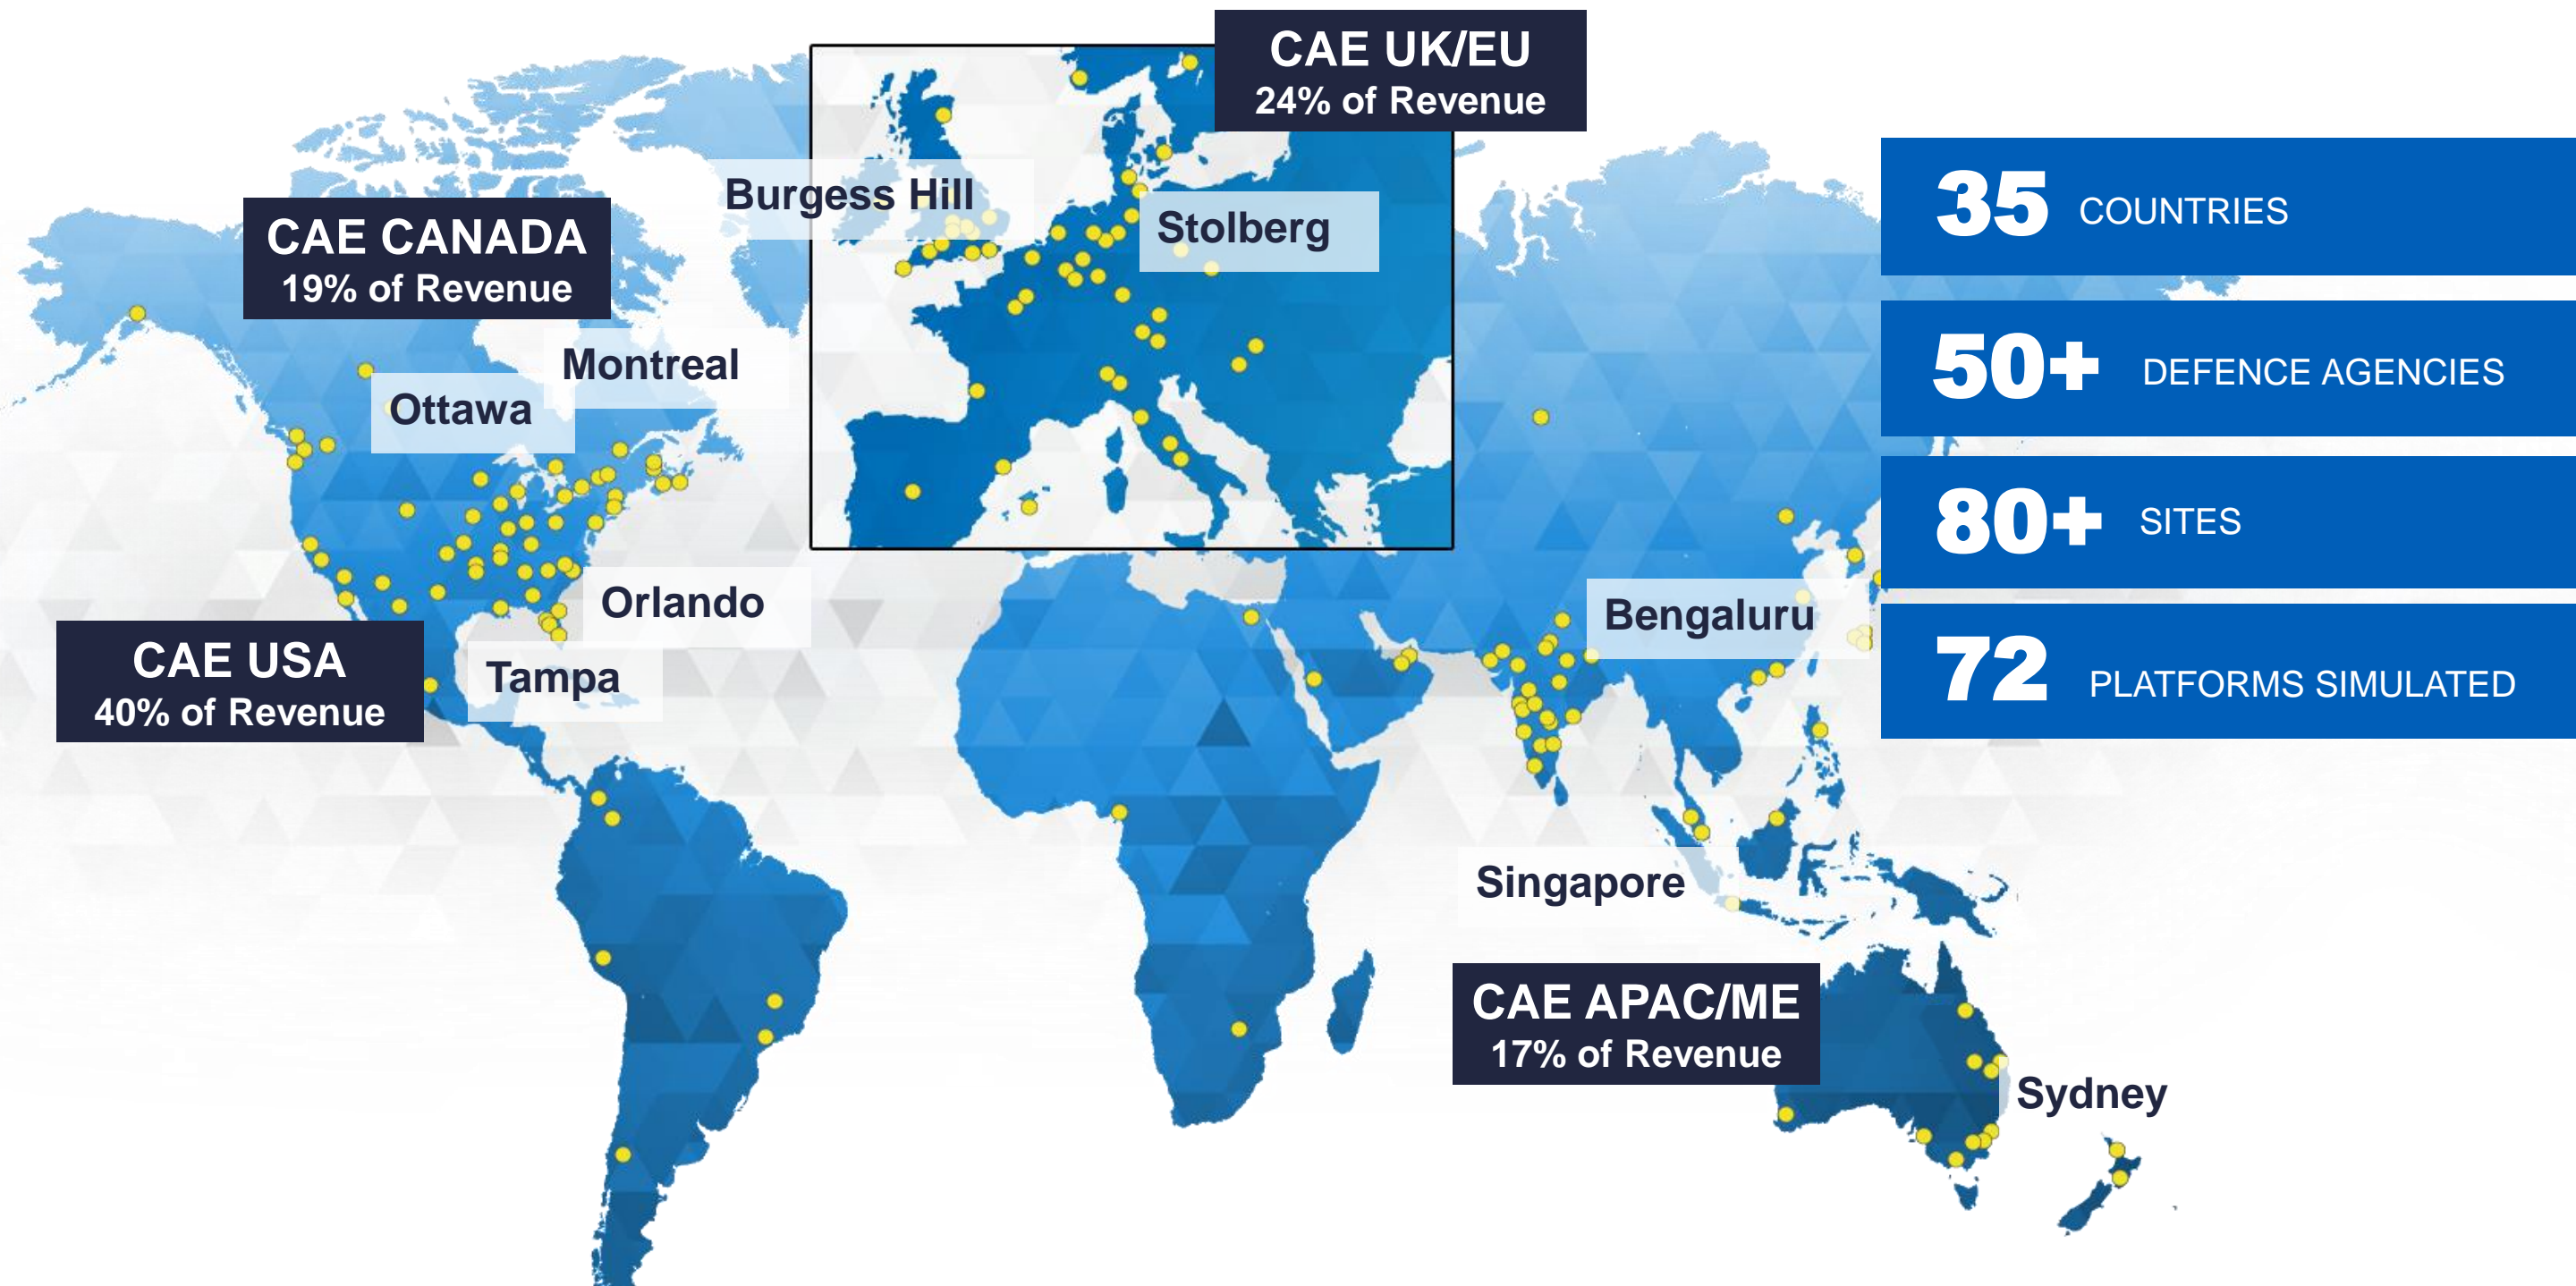 CAE UK/EU
24% of Revenue
Burgess Hill
Stolberg
CAE CANADA
19% of Revenue
Montreal
Ottawa
Orlando
CAE USA
40% of Revenue
Tampa
Bengaluru
Singapore
CAE APAC/ME
17% of Revenue
Sydney
35 COUNTRIES
50+ DEFENCE AGENCIES
80+ SITES
72 PLATFORMS SIMULATED